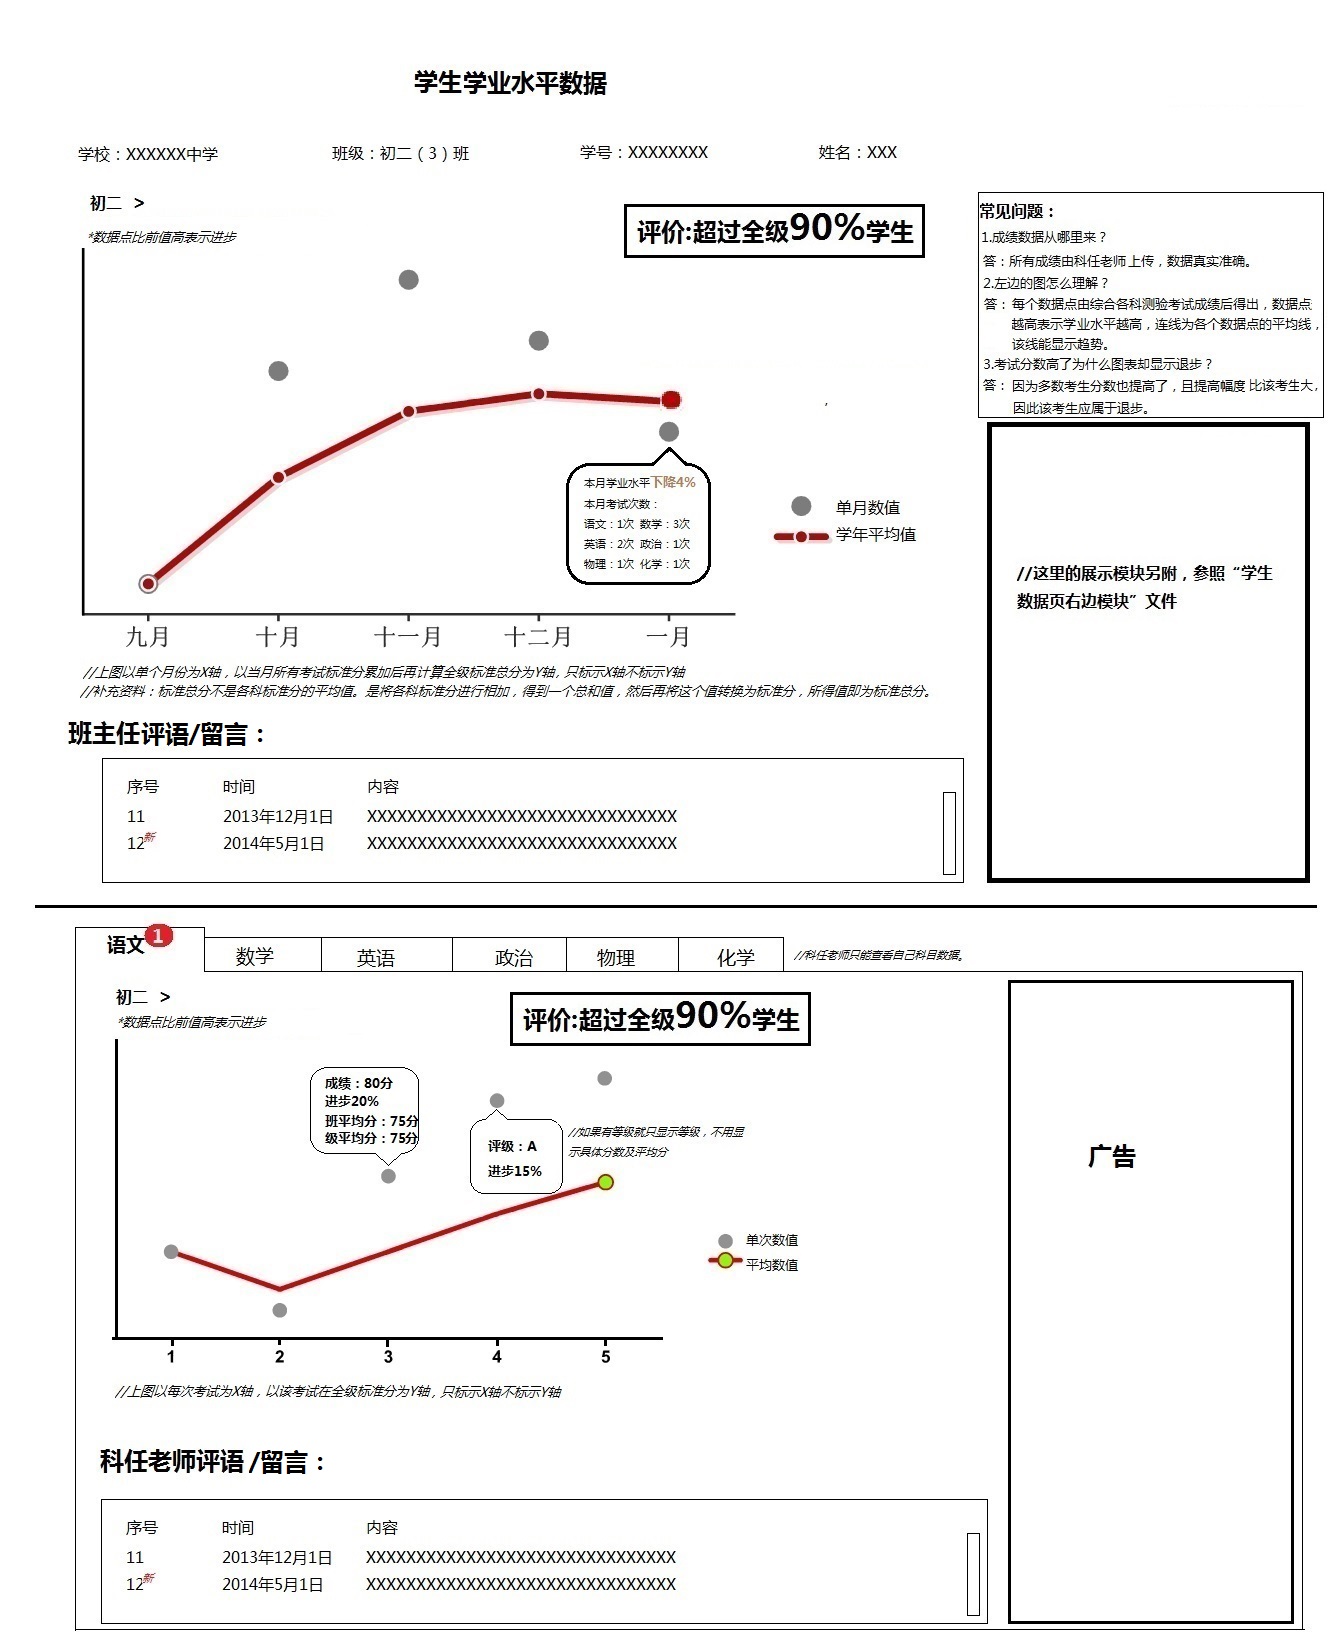 学生学业水平数据
学校：XXXXXX中学 班级：初二（3）班 学号：XXXXXXXX 姓名：XXX
初二 >
*数据点比前值高表示进步
评价:超过全级90%学生
本月学业水平下降4%
本月考试次数：
语文：1次 数学：3次
英语：2次 政治：1次
物理：1次 化学：1次
单月数值
学年平均值
九月 十月 十一月 十二月 一月
//上图以单个月份为X轴，以当月所有考试标准分累加后再计算全级标准总分为Y轴，只标示X轴不标示Y轴
//补充资料：标准总分不是各科标准分的平均值。是将各科标准分进行相加，得到一个总和值，然后再将这个值转换为标准分，所得值即为标准总分。
常见问题：
1.成绩数据从哪里来？
答：所有成绩由科任老师上传，数据真实准确。
2.左边的图怎么理解？
答：每个数据点由综合各科测验考试成绩后得出，数据点
越高表示学业水平越高，连线为各个数据点的平均线，
该线能显示趋势。
3.考试分数高了为什么图表却显示退步？
答：因为多数考生分数也提高了，且提高幅度比该考生大，
因此该考生应属于退步。
//这里的展示模块另附，参照“学生
数据页右边模块”文件
班主任评语/留言：
序号 时间 内容
11 2013年12月1日 XXXXXXXXXXXXXXXXXXXXXXXXXXXXXXX
12新 2014年5月1日 XXXXXXXXXXXXXXXXXXXXXXXXXXXXXXX
语文 1 数学 英语 政治 物理 化学 //科任老师只能查看自己科目数据。
初二 >
*数据点比前值高表示进步
评价:超过全级90%学生
成绩：80分
进步20%
班平均分：75分
级平均分：75分
评级：A
进步15%
//如果有等级就只显示等级，不用显
示具体分数及平均分
单次数值
平均数值
1 2 3 4 5
//上图以每次考试为X轴，以该考试在全级标准分为Y轴，只标示X轴不标示Y轴
广告
科任老师评语/留言：
序号 时间 内容
11 2013年12月1日 XXXXXXXXXXXXXXXXXXXXXXXXXXXXXXX
12新 2014年5月1日 XXXXXXXXXXXXXXXXXXXXXXXXXXXXXXX